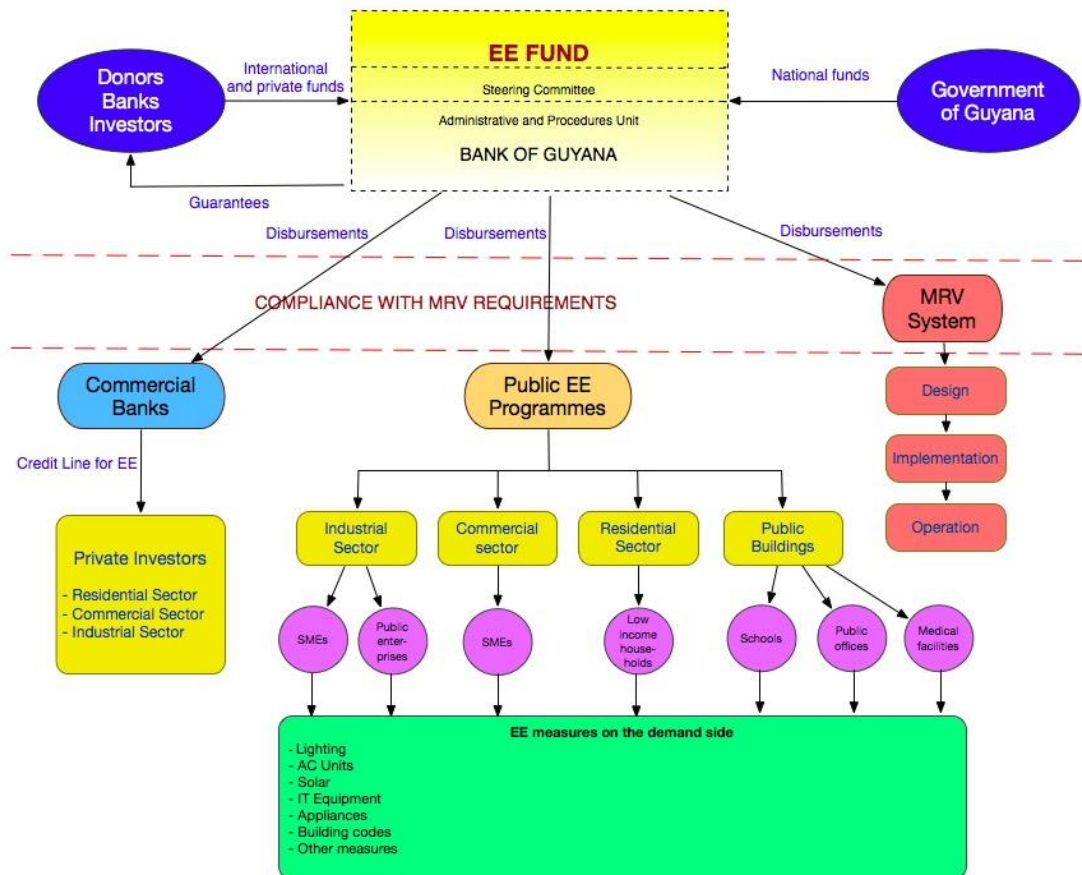 EE FUND
Steering Committee
Administrative and Procedures Unit
BANK OF GUYANA
Donors
Banks
Investors
International
and private funds
National funds
Government
of Guyana
Guarantees
Disbursements
Disbursements
Disbursements
COMPLIANCE WITH MRV REQUIREMENTS
MRV
System
Commercial
Banks
Public EE
Programmes
Design
Credit Line for EE
Implementation
Private Investors
- Residential Sector
- Commercial Sector
- Industrial Sector
Industrial
Sector
Commercial
sector
Residential
Sector
Public
Buildings
Operation
SMEs
Public
enter-
prises
SMEs
Low
income
house-
holds
Schools
Public
offices
Medical
facilities
EE measures on the demand side
- Lighting
- AC Units
- Solar
- IT Equipment
- Appliances
- Building codes
- Other measures